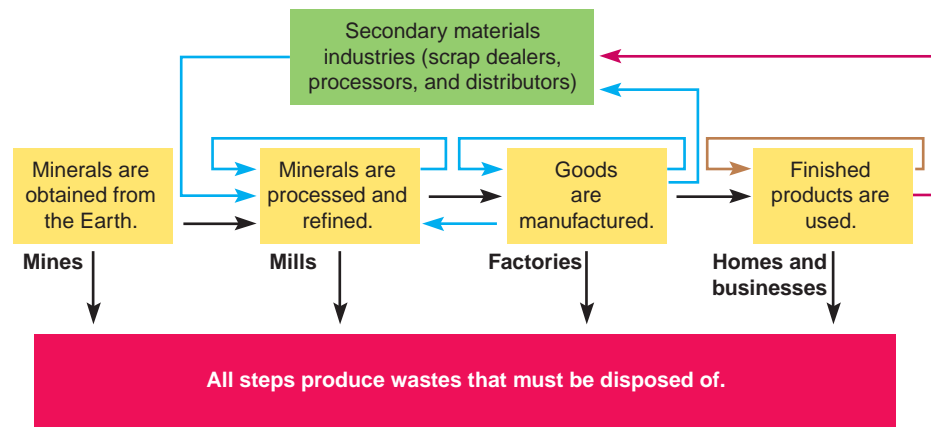 Secondary materials
industries (scrap dealers,
processors, and distributors)
Minerals are
obtained from
the Earth.
Minerals are
processed and
refined.
Goods
are
manufactured.
Finished
products are
used.
Mines
Mills
Factories
Homes and
businesses
All steps produce wastes that must be disposed of.